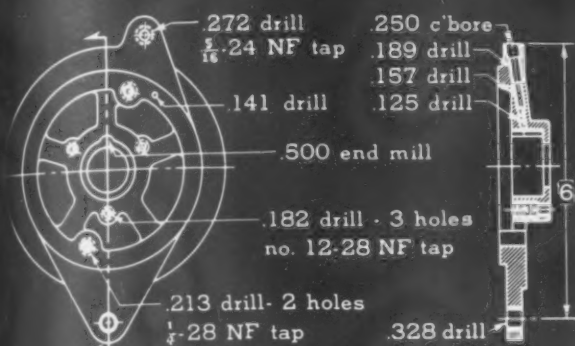 .272 drill
5/16-24 NF tap
.141 drill
.500 end mill
.182 drill - 3 holes
no. 12-28 NF tap
.213 drill- 2 holes
1/4-28 NF tap
.250 c'bore
.189 drill
.157 drill
.125 drill
6
.328 drill